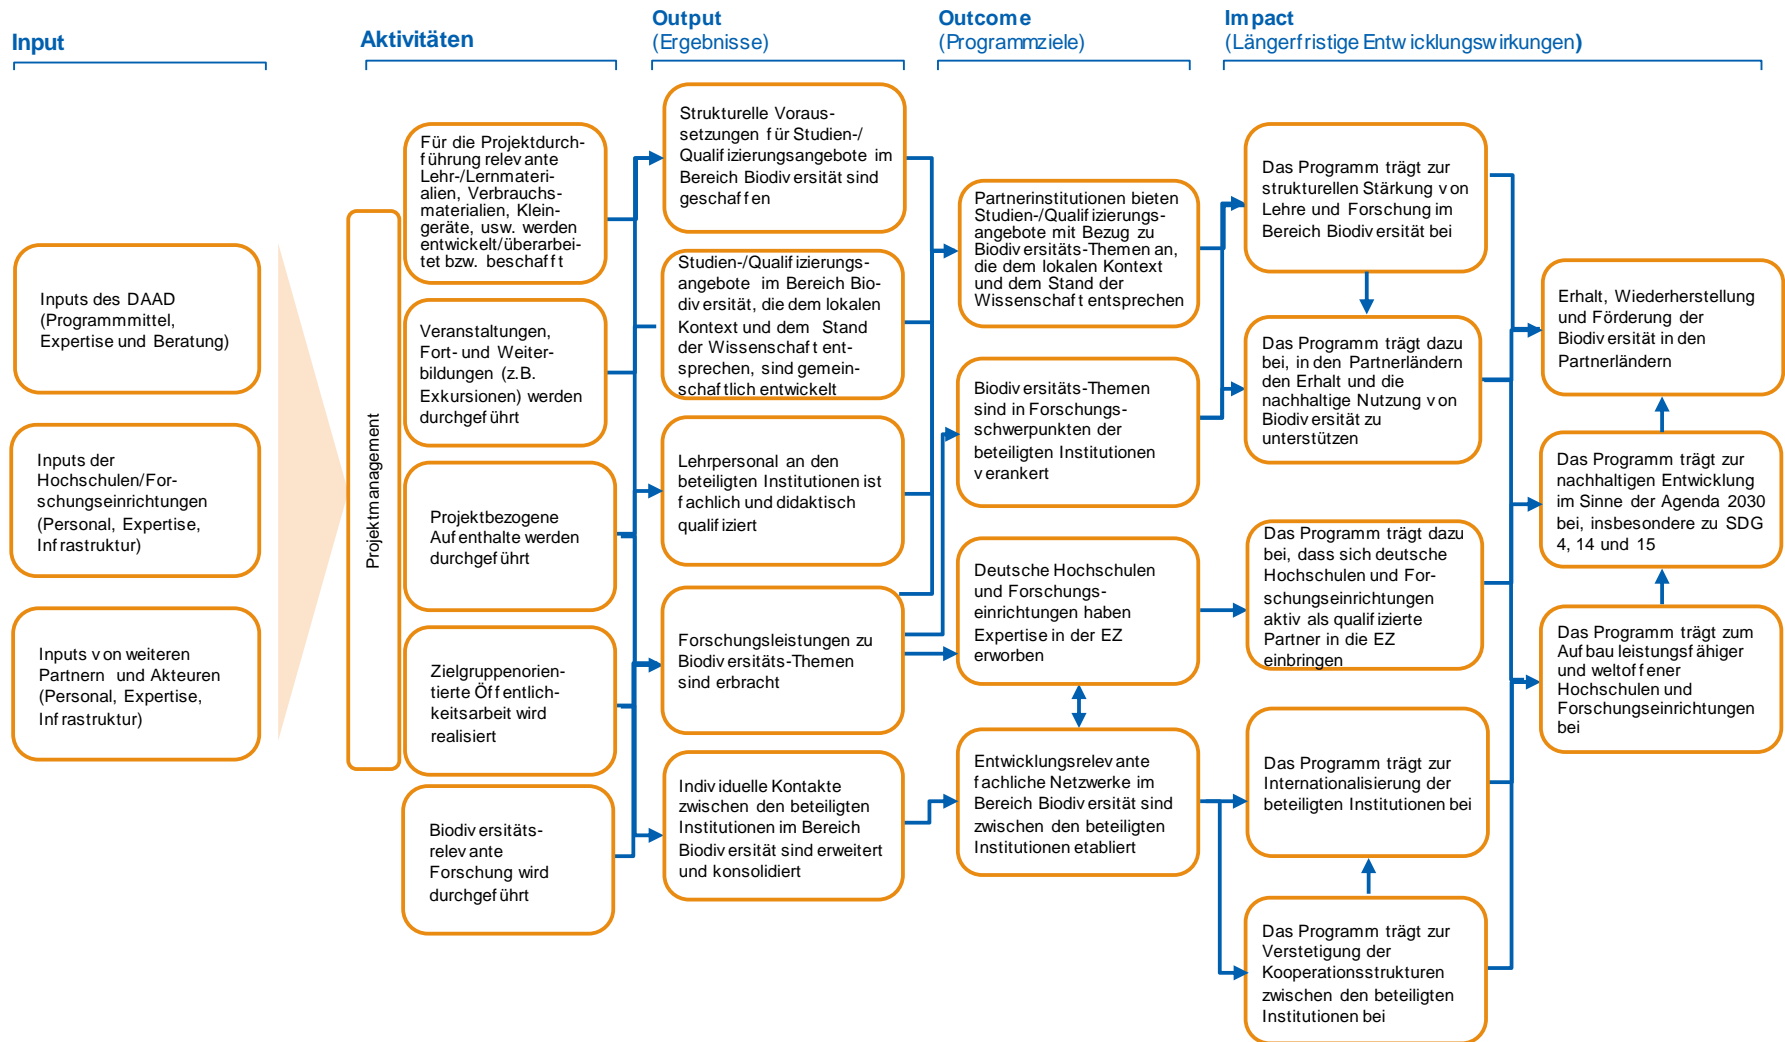 Input
Aktivitäten
Output
(Ergebnisse)
Outcome
(Programmziele)
Impact
(Längerfristige Entwicklungswirkungen)
Inputs des DAAD
(Programmmittel,
Expertise und Beratung)
Inputs der
Hochschulen/For-
schungseinrichtungen
(Personal, Expertise,
Infrastruktur)
Inputs von weiteren
Partnern und Akteuren
(Personal, Expertise,
Infrastruktur)
Projektmanagement
Für die Projektdurch-
führung relevante
Lehr-/Lernmateri-
alien, Verbrauchs-
materialien, Klein-
geräte, usw. werden
entwickelt/überarbei-
tet bzw. beschafft
Veranstaltungen,
Fort- und Weiter-
bildungen (z.B.
Exkursionen) werden
durchgeführt
Projektbezogene
Aufenthalte werden
durchgeführt
Zielgruppenorien-
tierte Öffentlich-
keitsarbeit wird
realisiert
Biodiversitäts-
relevante
Forschung wird
durchgeführt
Strukturelle Voraus-
setzungen für Studien-/
Qualifizierungsangebote im
Bereich Biodiversität sind
geschaffen
Studien-/Qualifizierungs-
angebote im Bereich Bio-
diversität, die dem lokalen
Kontext und dem Stand
der Wissenschaft ent-
sprechen, sind gemein-
schaftlich entwickelt
Lehrpersonal an den
beteiligten Institutionen ist
fachlich und didaktisch
qualifiziert
Forschungsleistungen zu
Biodiversitäts-Themen
sind erbracht
Individuelle Kontakte
zwischen den beteiligten
Institutionen im Bereich
Biodiversität sind erweitert
und konsolidiert
Partnerinstitutionen bieten
Studien-/Qualifizierungs-
angebote mit Bezug zu
Biodiversitäts-Themen an,
die dem lokalen Kontext
und dem Stand der
Wissenschaft entsprechen
Biodiversitäts-Themen
sind in Forschungs-
schwerpunkten der
beteiligten Institutionen
verankert
Deutsche Hochschulen
und Forschungs-
einrichtungen haben
Expertise in der EZ
erworben
Entwicklungsrelevante
fachliche Netzwerke im
Bereich Biodiversität sind
zwischen den beteiligten
Institutionen etabliert
Das Programm trägt zur
strukturellen Stärkung von
Lehre und Forschung im
Bereich Biodiversität bei
Das Programm trägt dazu
bei, in den Partnerländern
den Erhalt und die
nachhaltige Nutzung von
Biodiversität zu
unterstützen
Das Programm trägt dazu
bei, dass sich deutsche
Hochschulen und For-
schungseinrichtungen
aktiv als qualifizierte
Partner in die EZ
einbringen
Das Programm trägt zur
Internationalisierung der
beteiligten Institutionen bei
Das Programm trägt zur
Verstetigung der
Kooperationsstrukturen
zwischen den beteiligten
Institutionen bei
Erhalt, Wiederherstellung
und Förderung der
Biodiversität in den
Partnerländern
Das Programm trägt zur
nachhaltigen Entwicklung
im Sinne der Agenda 2030
bei, insbesondere zu SDG
4, 14 und 15
Das Programm trägt zum
Aufbau leistungsfähiger
und weltoffener
Hochschulen und
Forschungseinrichtungen
bei